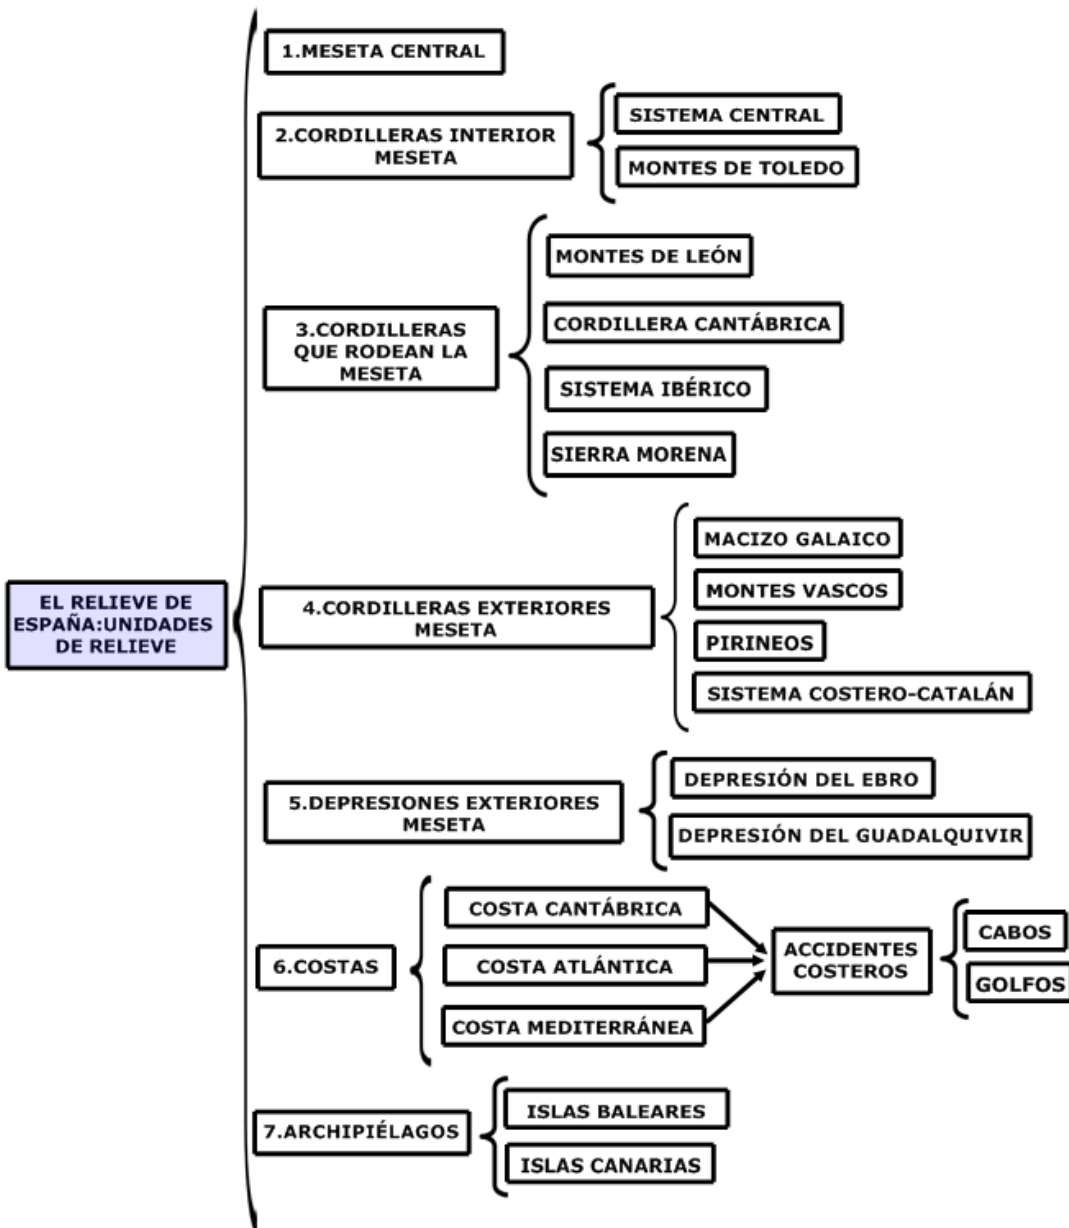 1.MESETA CENTRAL
2.CORDILLERAS INTERIOR
MESETA
SISTEMA CENTRAL
MONTES DE TOLEDO
3.CORDILLERAS
QUE RODEAN LA
MESETA
MONTES DE LEÓN
CORDILLERA CANTÁBRICA
SISTEMA IBÉRICO
SIERRA MORENA
EL RELIEVE DE
ESPAÑA:UNIDADES
DE RELIEVE
4.CORDILLERAS EXTERIORES
MESETA
MACIZO GALAICO
MONTES VASCOS
PIRINEOS
SISTEMA COSTERO-CATALÁN
5.DEPRESIONES EXTERIORES
MESETA
DEPRESIÓN DEL EBRO
DEPRESIÓN DEL GUADALQUIVIR
6.COSTAS
COSTA CANTÁBRICA
COSTA ATLÁNTICA
COSTA MEDITERRÁNEA
ACCIDENTES
COSTEROS
CABOS
GOLFOS
7.ARCHIPIÉLAGOS
ISLAS BALEARES
ISLAS CANARIAS